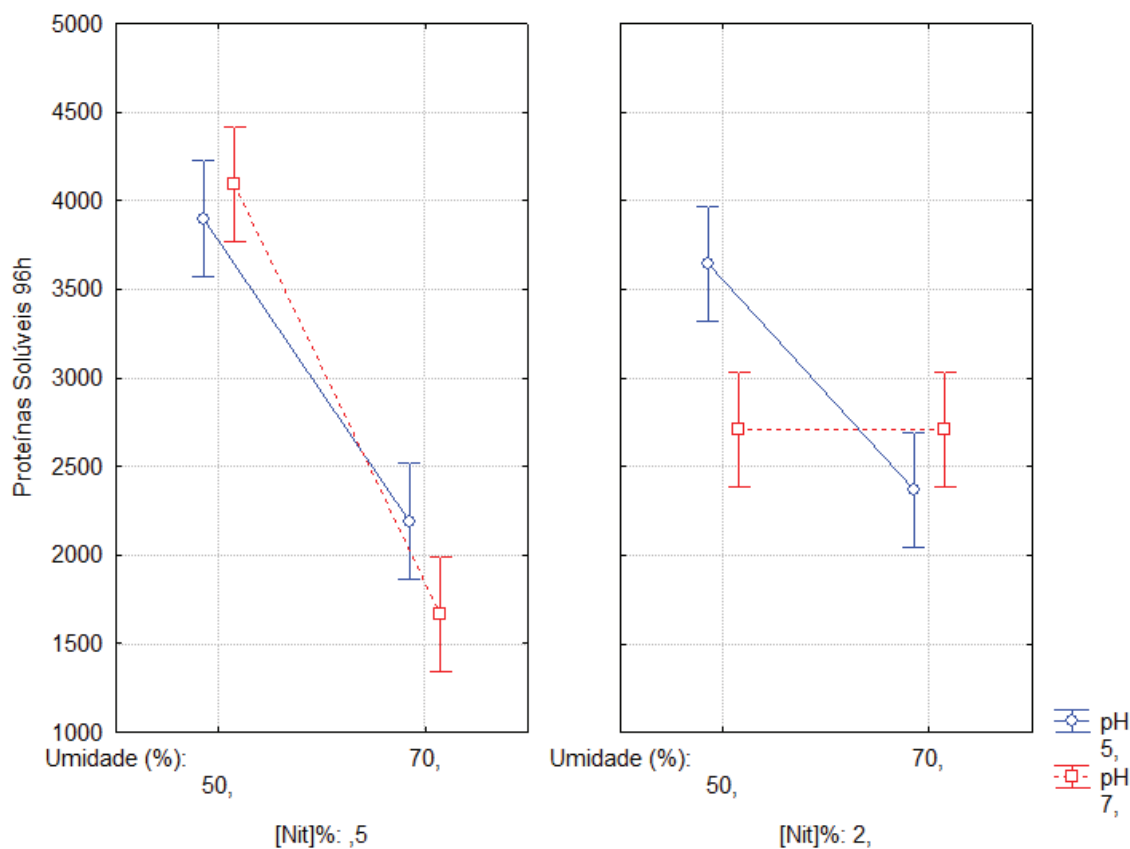 5000
4500
4000
3500
3000
2500
2000
1500
1000
Proteínas Solúveis 96h
Umidade (%):
50,
70,
[Nit]%: ,5
Umidade (%):
50,
70,
[Nit]%: 2,
pH
5,
pH
7,